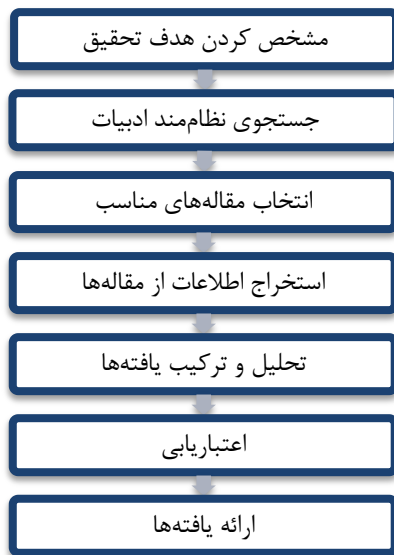 مشخص کردن هدف تحقیق
جستجوی نظام‌مند ادبیات
انتخاب مقاله‌های مناسب
استخراج اطلاعات از مقاله‌ها
تحلیل و ترکیب یافته‌ها
اعتباریابی
ارائه یافته‌ها